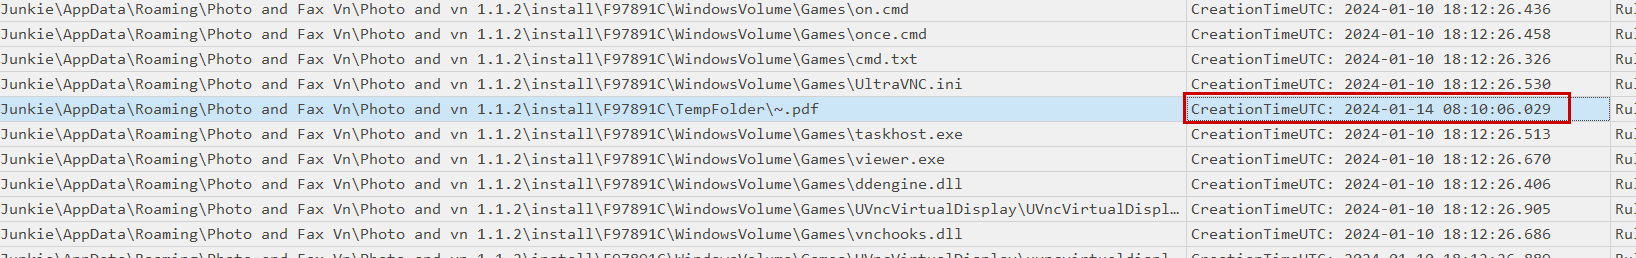 Junkie\AppData\Roaming\Photo and Fax Vn\Photo and vn 1.1.2\install\F97891C\WindowsVolume\Games\on.cmd CreationTimeUTC: 2024-01-10 18:12:26.436 Rul
Junkie\AppData\Roaming\Photo and Fax Vn\Photo and vn 1.1.2\install\F97891C\WindowsVolume\Games\once.cmd CreationTimeUTC: 2024-01-10 18:12:26.458 Rul
Junkie\AppData\Roaming\Photo and Fax Vn\Photo and vn 1.1.2\install\F97891C\WindowsVolume\Games\cmd.txt CreationTimeUTC: 2024-01-10 18:12:26.326 Rul
Junkie\AppData\Roaming\Photo and Fax Vn\Photo and vn 1.1.2\install\F97891C\WindowsVolume\Games\UltraVNC.ini CreationTimeUTC: 2024-01-10 18:12:26.530 Rul
Junkie\AppData\Roaming\Photo and Fax Vn\Photo and vn 1.1.2\install\F97891C\TempFolder\~.pdf CreationTimeUTC: 2024-01-14 08:10:06.029 Rul
Junkie\AppData\Roaming\Photo and Fax Vn\Photo and vn 1.1.2\install\F97891C\WindowsVolume\Games\taskhost.exe CreationTimeUTC: 2024-01-10 18:12:26.513 Rul
Junkie\AppData\Roaming\Photo and Fax Vn\Photo and vn 1.1.2\install\F97891C\WindowsVolume\Games\viewer.exe CreationTimeUTC: 2024-01-10 18:12:26.670 Rul
Junkie\AppData\Roaming\Photo and Fax Vn\Photo and vn 1.1.2\install\F97891C\WindowsVolume\Games\ddengine.dll CreationTimeUTC: 2024-01-10 18:12:26.406 Rul
Junkie\AppData\Roaming\Photo and Fax Vn\Photo and vn 1.1.2\install\F97891C\WindowsVolume\Games\UVncVirtualDisplay\UVncVirtualDispl… CreationTimeUTC: 2024-01-10 18:12:26.905 Rul
Junkie\AppData\Roaming\Photo and Fax Vn\Photo and vn 1.1.2\install\F97891C\WindowsVolume\Games\vnchooks.dll CreationTimeUTC: 2024-01-10 18:12:26.686 Rul